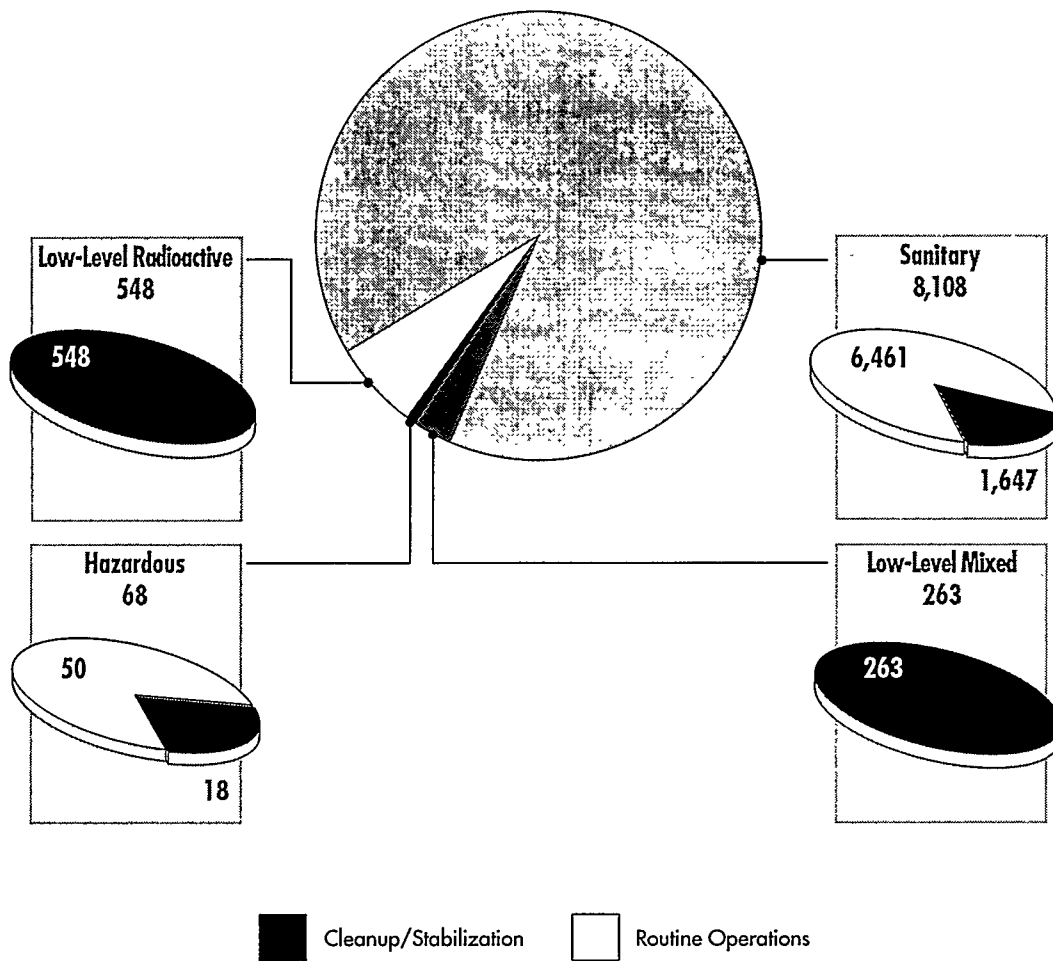 Low-Level Radioactive
548
548
Sanitary
8,108
6,461
1,647
Hazardous
68
50
18
Low-Level Mixed
263
263
Cleanup/Stabilization
Routine Operations